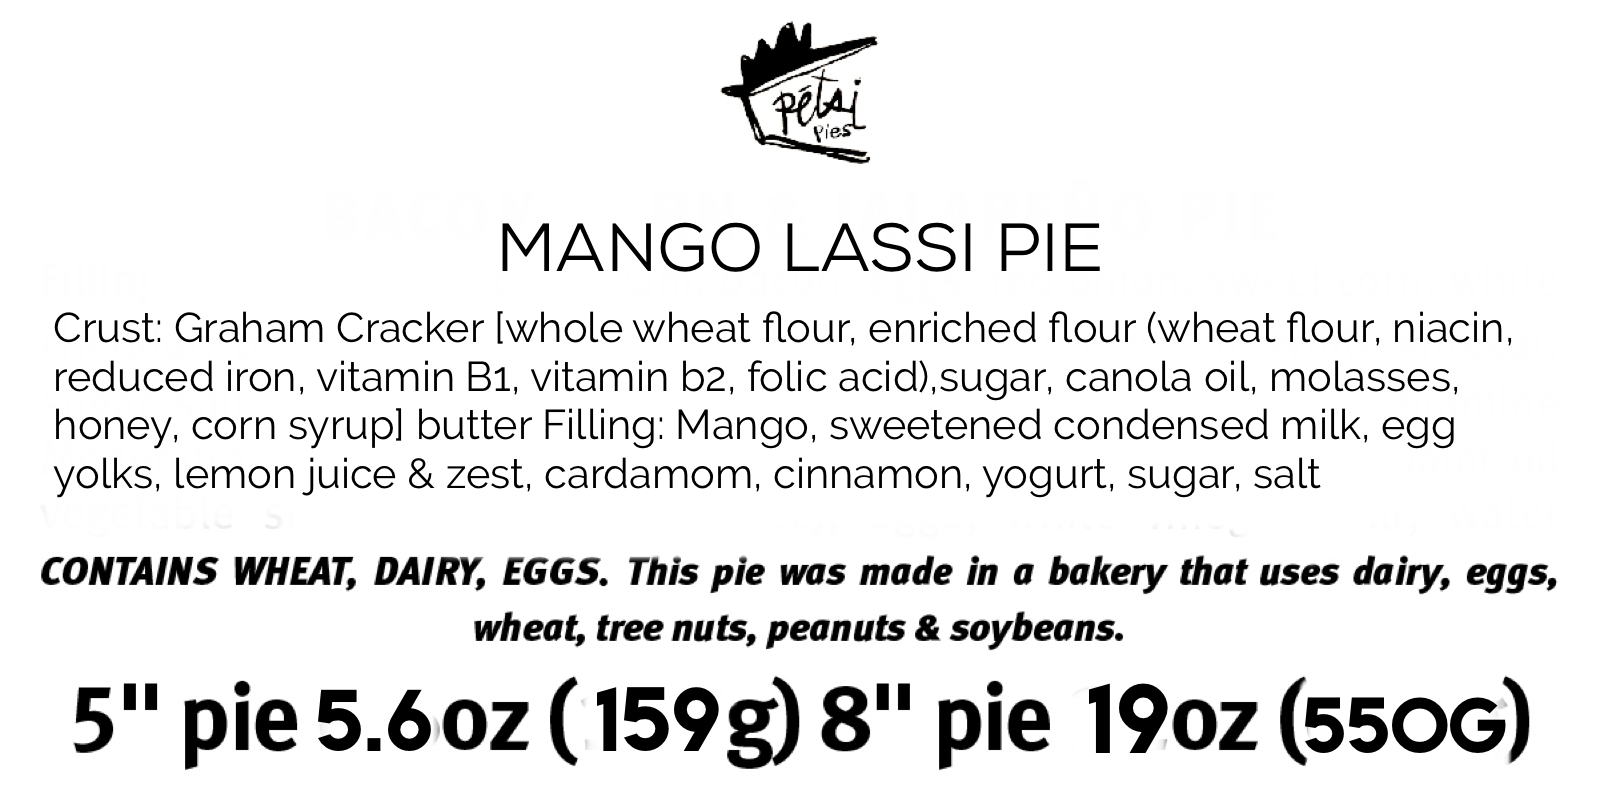 Pétsi
Pies
MANGO LASSI PIE
Crust: Graham Cracker [whole wheat flour, enriched flour (wheat flour, niacin,
reduced iron, vitamin B1, vitamin b2, folic acid),sugar, canola oil, molasses,
honey, corn syrup] butter Filling: Mango, sweetened condensed milk, egg
yolks, lemon juice & zest, cardamom, cinnamon, yogurt, sugar, salt
CONTAINS WHEAT, DAIRY, EGGS. This pie was made in a bakery that uses dairy, eggs,
wheat, tree nuts, peanuts & soybeans.
5" pie 5.6oz ( 159g) 8" pie 19oz (550G)